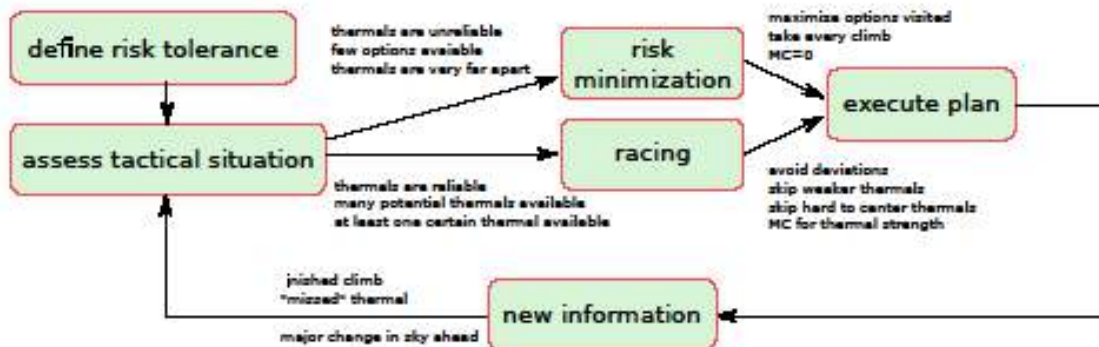 define risk tolerance
thermals are unreliable
few options avaiable
thermals are very far apart
risk
minimization
maximize options visited
take every climb
MC=0
execute plan
assess tactical situation
racing
thermals are reliable
many potential thermals available
at least one certain thermal available
avoid deviations
skip weaker thermals
skip hard to center thermals
MC for thermal strength
jnished climb
"missed" thermal
major change in sky ahead
new information